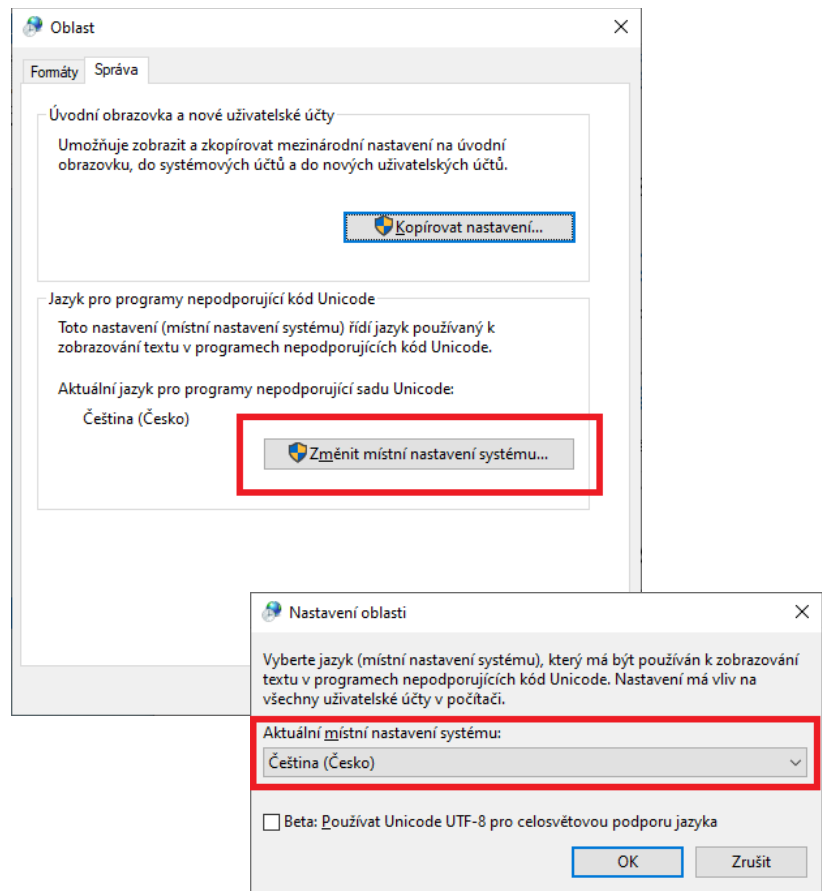 Oblast
Formáty
Správa
Úvodní obrazovka a nové uživatelské účty
Umožňuje zobrazit a zkopírovat mezinárodní nastavení na úvodní
obrazovku, do systémových účtů a do nových uživatelských účtů.
Kopírovat nastavení...
Jazyk pro programy nepodporující kód Unicode
Toto nastavení (místní nastavení systému) řídí jazyk používaný k
zobrazování textu v programech nepodporujících kód Unicode.
Aktuální jazyk pro programy nepodporující sadu Unicode:
Čeština (Česko)
Změnit místní nastavení systému...
Nastavení oblasti
Vyberte jazyk (místní nastavení systému), který má být používán k zobrazování
textu v programech nepodporujících kód Unicode. Nastavení má vliv na
všechny uživatelské účty v počítači.
Aktuální místní nastavení systému:
Čeština (Česko)
Beta: Používat Unicode UTF-8 pro celosvětovou podporu jazyka
OK
Zrušit